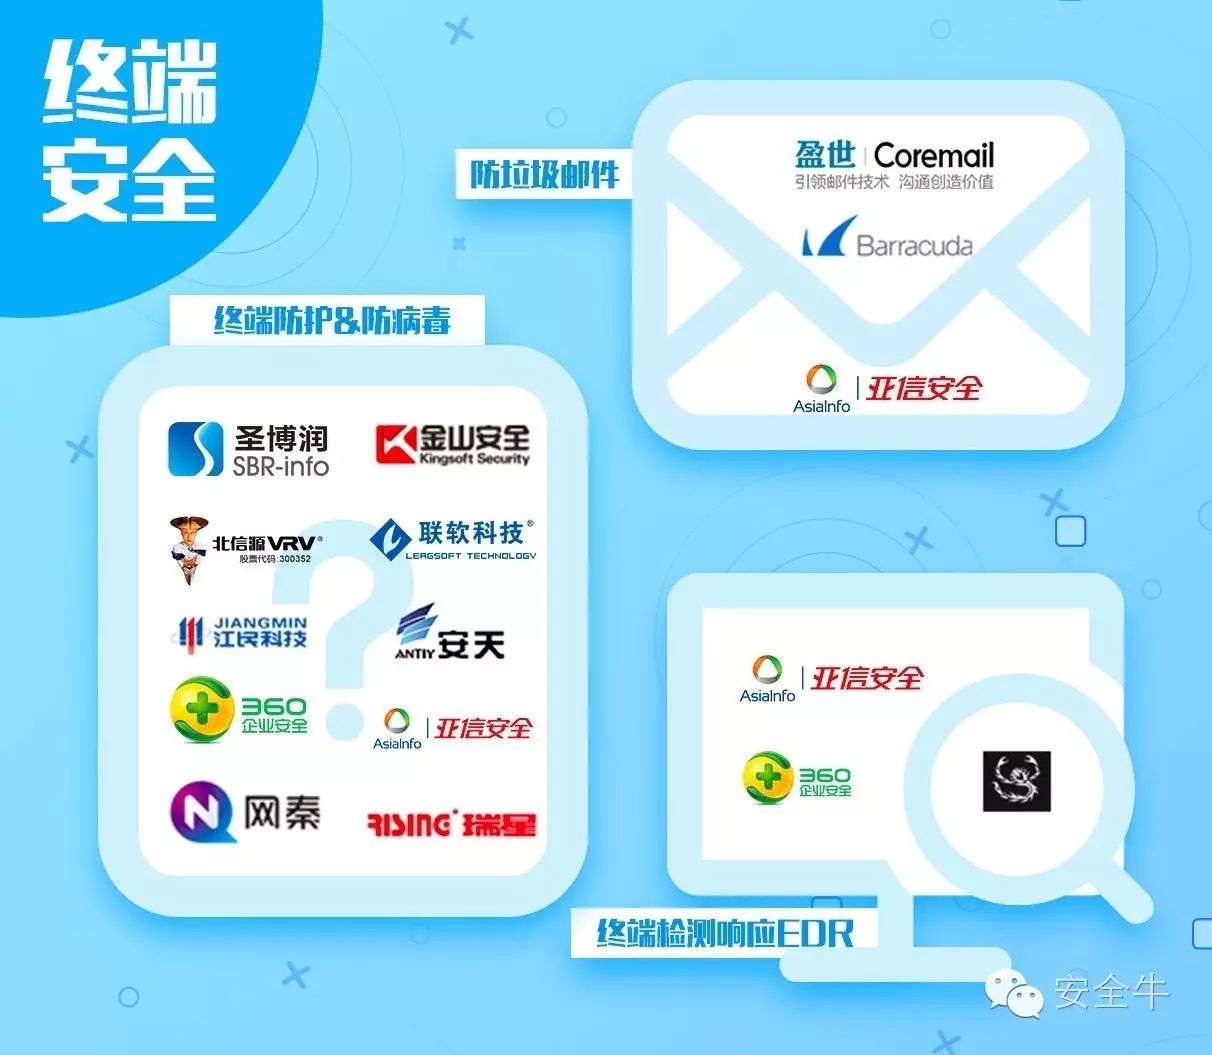 终端
安全
防垃圾邮件
盈世 Coremail
引领邮件技术 沟通创造价值
Barracuda
AsiaInfo 亚信安全
终端防护&防病毒
圣博润
SBR-info
金山安全
Kingsoft Security
北信源VRV®
股票代码:300352
联软科技®
LEAGSOFT TECHNOLOGY
JIANGMIN
江民科技
ANTIY 安天
360
企业安全
AsiaInfo 亚信安全
N 网秦
RISING 瑞星
AsiaInfo 亚信安全
360
企业安全
终端检测响应EDR
安全牛